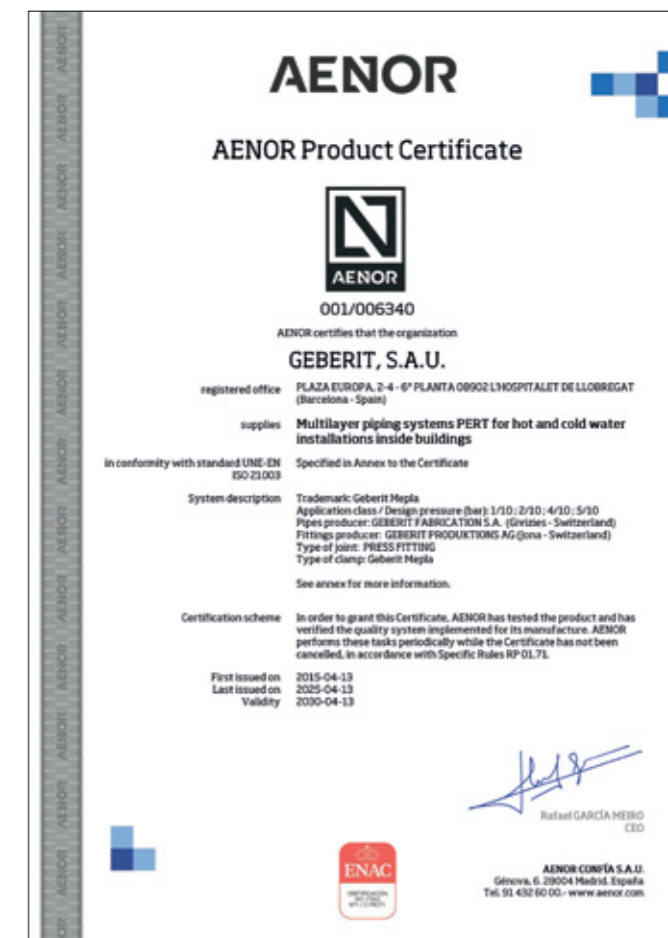 AENOR
AENOR Product Certificate
AENOR
001/006340
AENOR certifies that the organization
GEBERIT, S.A.U.
registered office PLAZA EUROPA, 2-4 - 6ª PLANTA 08902 L'HOSPITALET DE LLOBREGAT
(Barcelona - Spain)
supplies Multilayer piping systems PERT for hot and cold water
installations inside buildings
in conformity with standard UNE-EN Specified in Annex to the Certificate
ISO 21003
System description Trademark: Geberit Mepla
Application class / Design pressure (bar): 1/10 ; 2/10 ; 4/10 ; 5/10
Pipes producer: GEBERIT FABRICATION S.A. (Givizies - Switzerland)
Fittings producer: GEBERIT PRODUKTIONS AG (Jona - Switzerland)
Type of joint: PRESS FITTING
Type of clamp: Geberit Mepla
See annex for more information.
Certification scheme In order to grant this Certificate, AENOR has tested the product and has
verified the quality system implemented for its manufacture. AENOR
performs these tasks periodically while the Certificate has not been
cancelled, in accordance with Specific Rules RP 01.71.
First issued on 2015-04-13
Last issued on 2025-04-13
Validity 2030-04-13
Rafael GARCÍA MEIRO
CEO
ENAC
AENOR CONFÍA S.A.U.
Génova, 6. 28004 Madrid. España
Tel. 91 432 60 00.- www.aenor.com